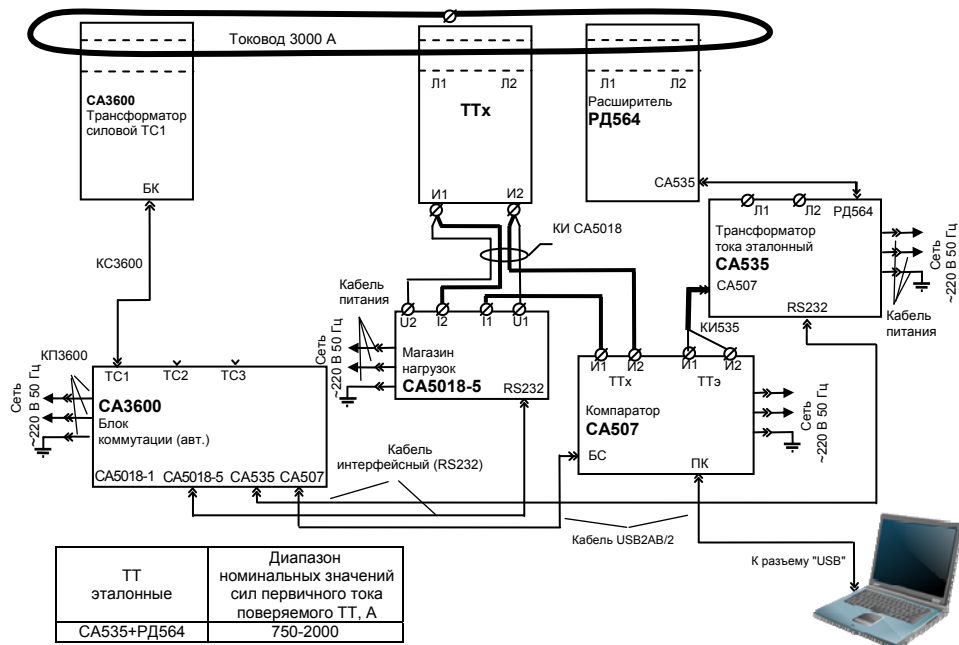 Токовод 3000 А
СА3600
Трансформатор
силовой ТС1
БК
Л1 Л2
ТТх
И1 И2
Л1 Л2
Расширитель
РД564
СА535
КИ СА5018
Л1 Л2 РД564
Трансформатор
тока эталонный
СА535
СА507
RS232
Сеть
~220 В 50 Гц
Кабель
питания
КС3600
Кабель
питания
Сеть
~220 В 50 Гц
U2 I2 I1 U1
Магазин
нагрузок
СА5018-5
RS232
КИ535
И1 И2 И1 И2
ТТх ТТэ
Компаратор
СА507
БС
ПК
Сеть
~220 В 50 Гц
КП3600
Сеть
~220 В 50 Гц
ТС1 ТС2 ТС3
СА3600
Блок
коммутации (авт.)
СА5018-1 СА5018-5 СА535 СА507
Кабель
интерфейсный (RS232)
Кабель USB2AB/2
К разъему "USB"
ТТ
эталонные
Диапазон
номинальных значений
сил первичного тока
поверяемого ТТ, А
СА535+РД564 750-2000